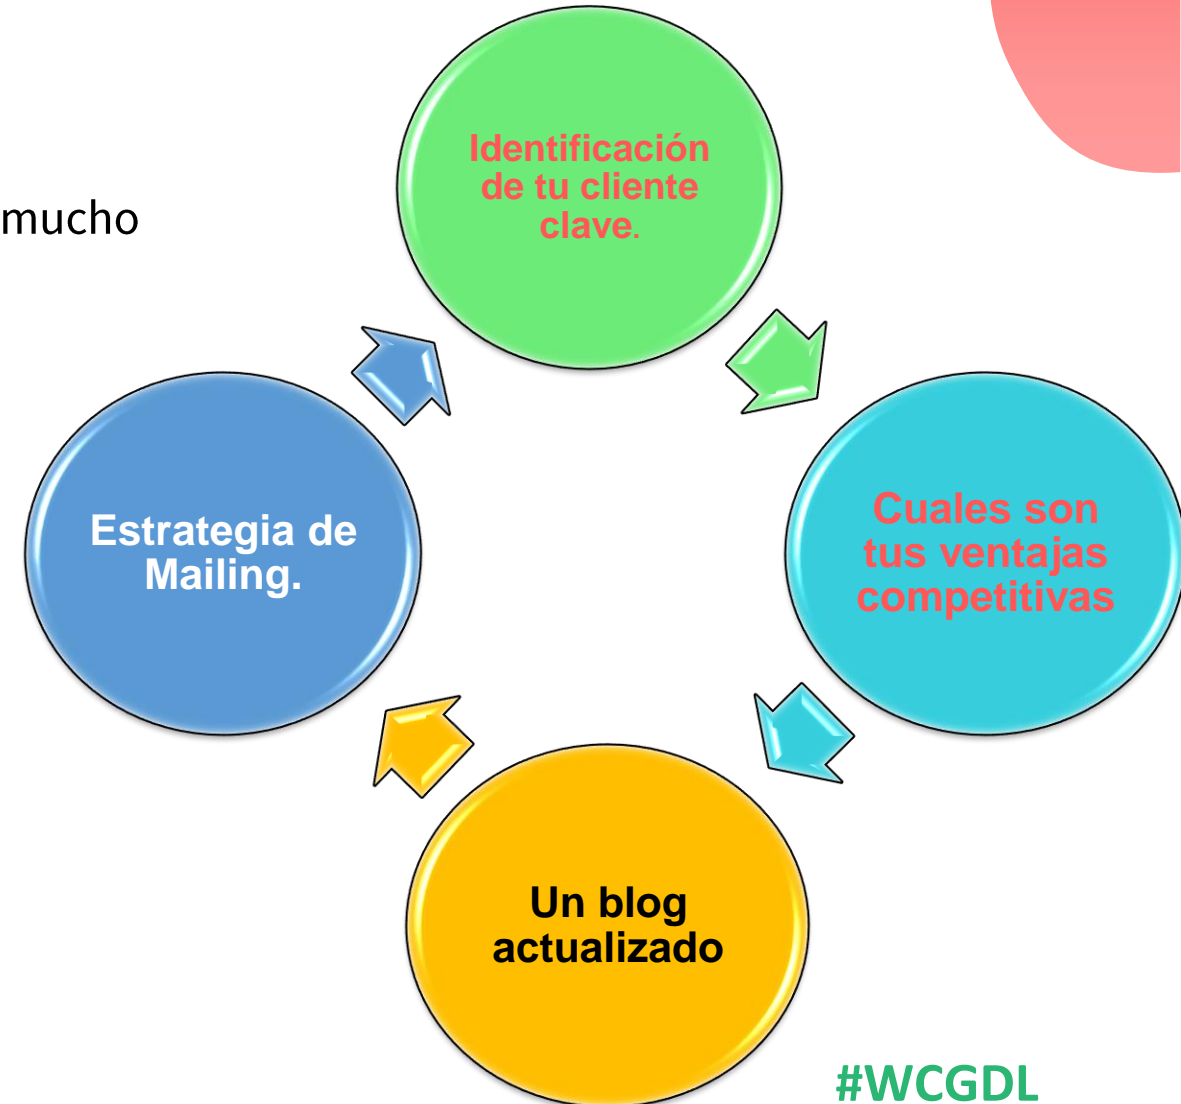 Identificación
de tu cliente
clave.
mucho
Cuales son
tus ventajas
competitivas
Estrategia de
Mailing.
Un blog
actualizado
#WCGDL